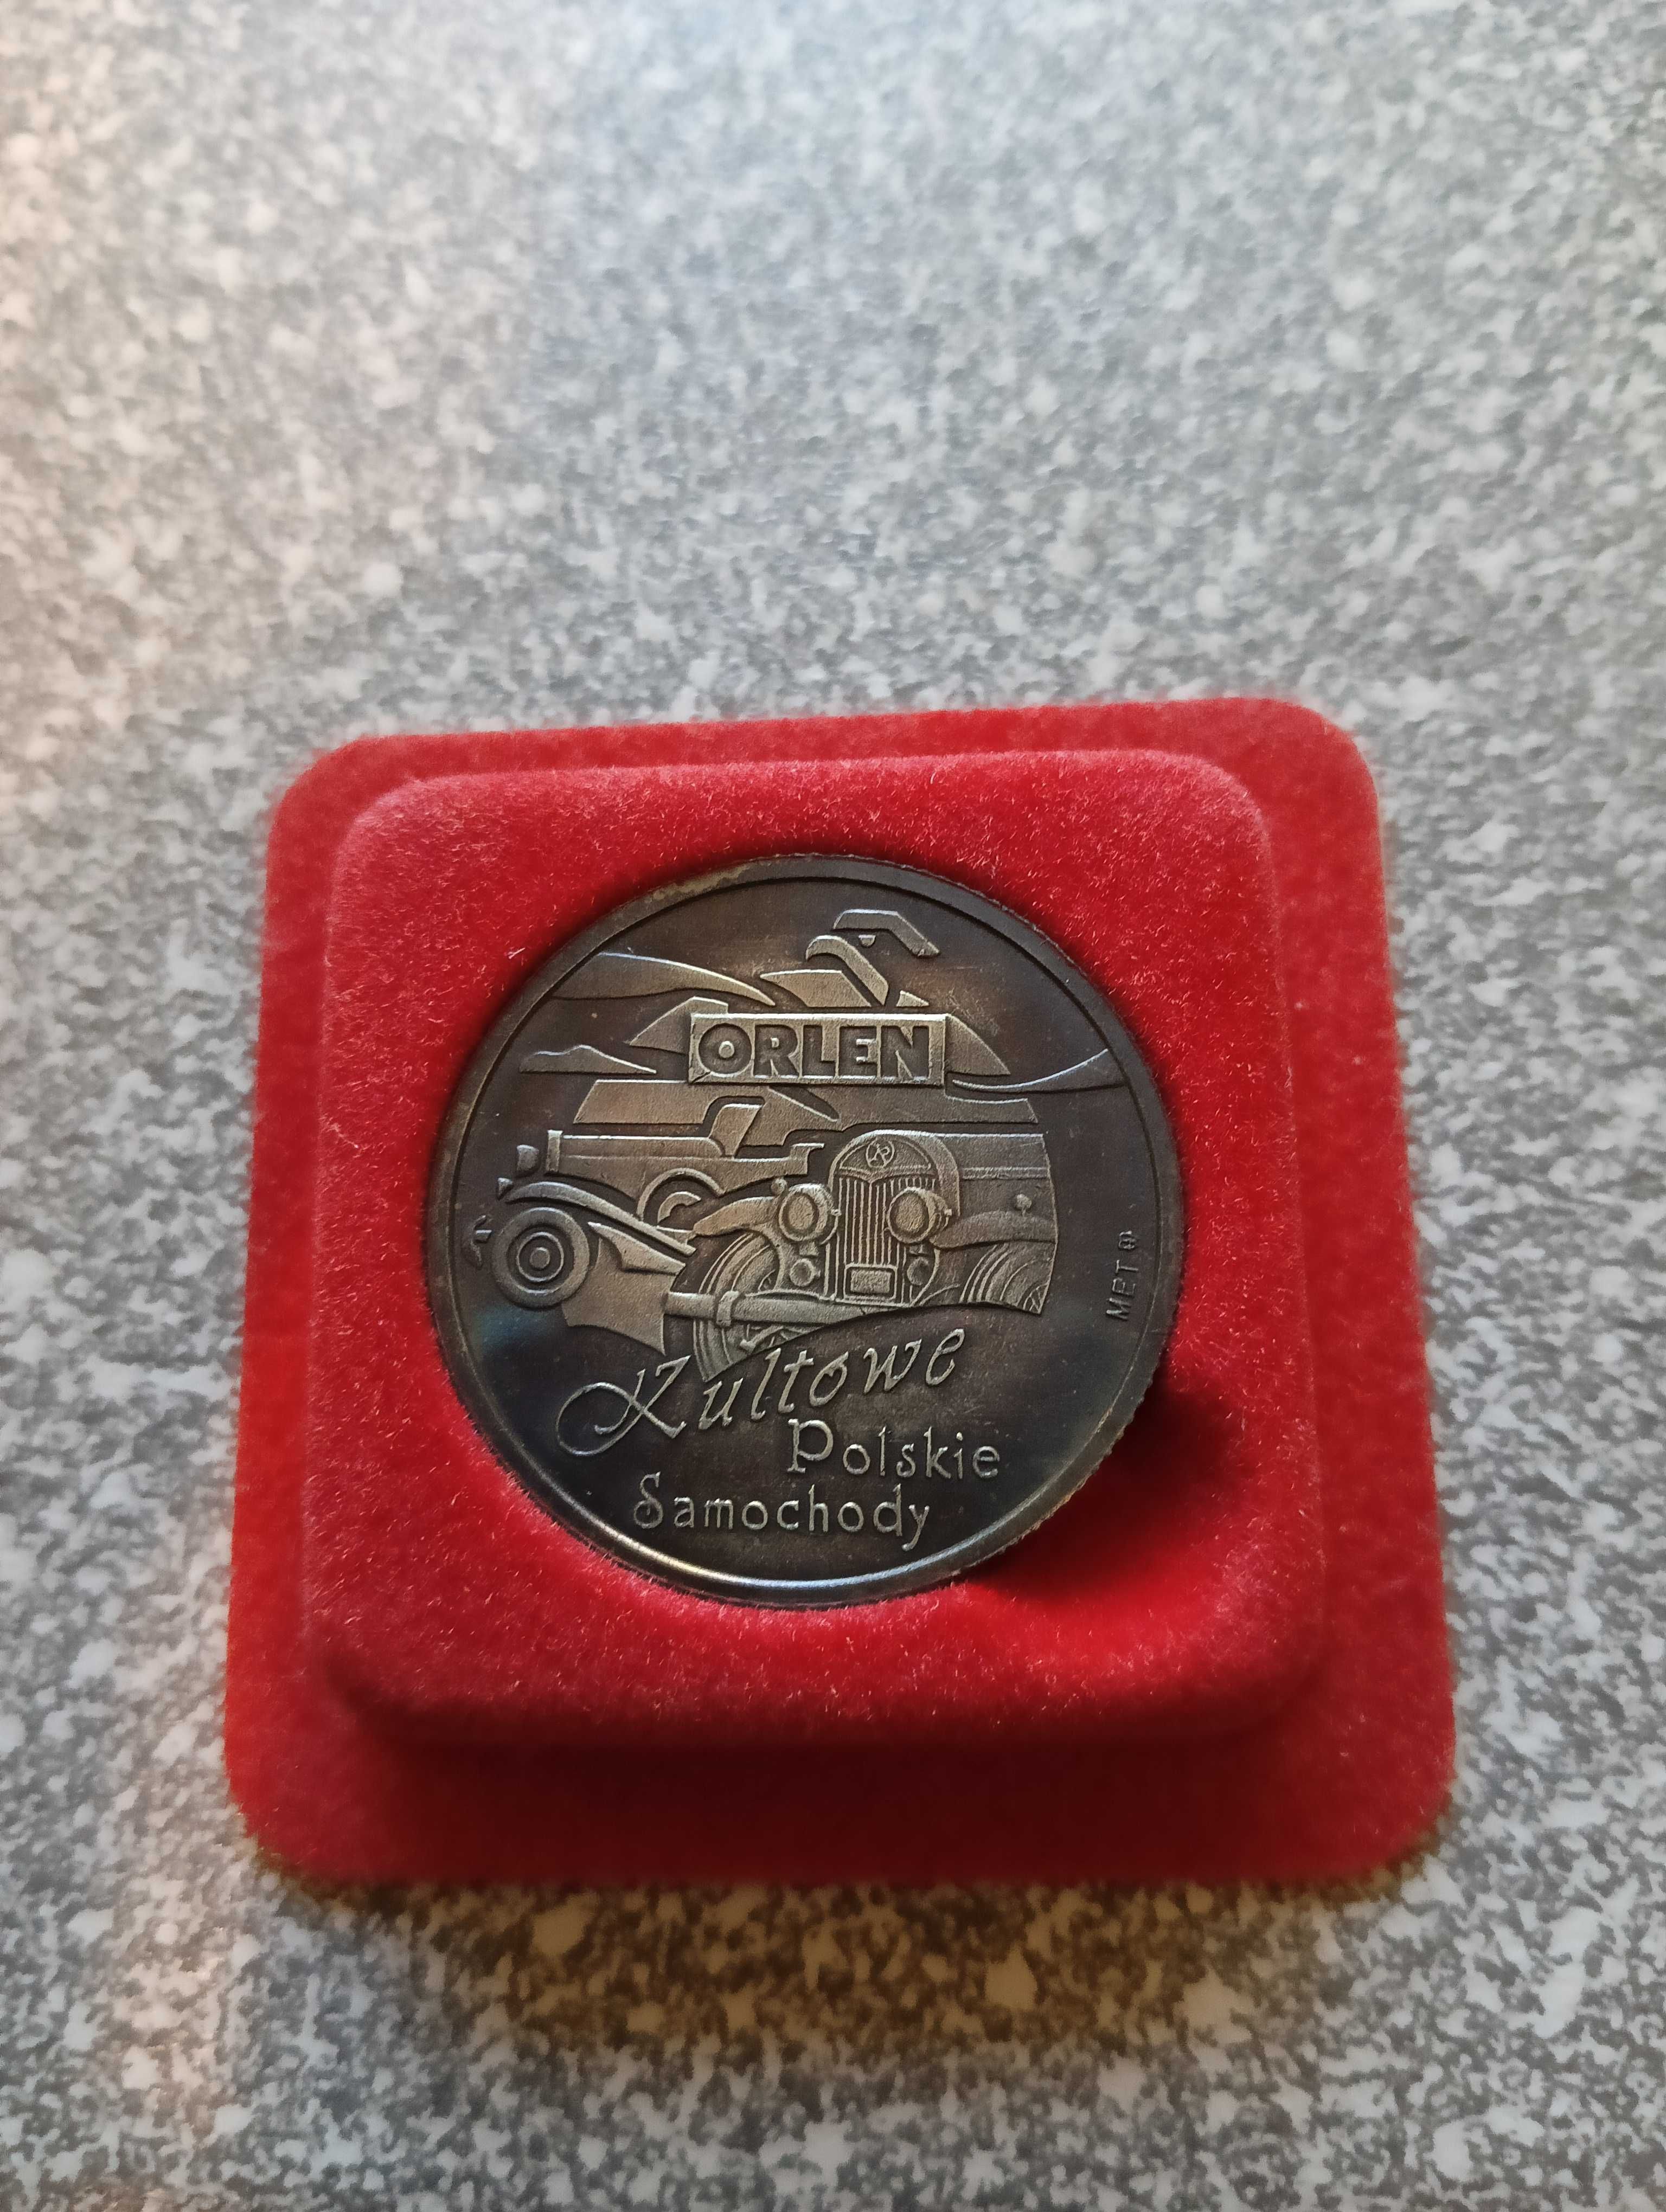 ORLEN
MET
Kultowe
Polskie
Samochody